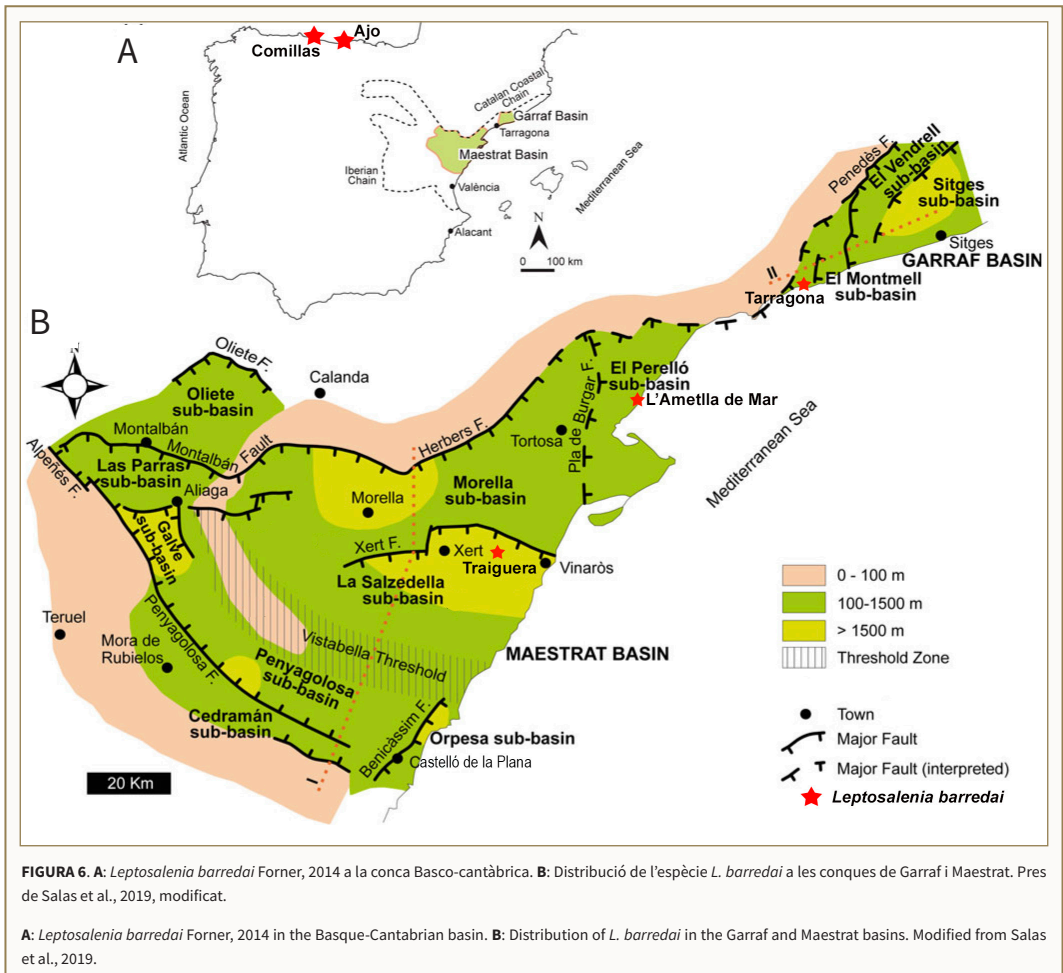 A
Comillas
Ajo
Atlantic Ocean
Catalan Coastal
Chain
Garraf Basin
Tarragona
Maestrat Basin
Iberian
Chain
València
Alacant
Mediterranean Sea
N
0 100 km
B
N
Penedès F.
El Vendrell
sub-basin
Sitges
sub-basin
Sitges
GARRAF BASIN
II
Tarragona
El Montmell
sub-basin
Oliete F.
Calanda
Oliete
sub-basin
Montalbán
Montalbán Fault
Alpeñés F.
Las Parras
sub-basin
Aliaga
Galve
sub-basin
Herbers F.
Tortosa
Pla de Burgar F.
El Perelló
sub-basin
L'Ametlla de Mar
Mediterranean Sea
Morella
Morella
sub-basin
Xert F.
Xert
Traiguera
Vinaròs
La Salzedella
sub-basin
Teruel
Mora de
Rubielos
Penyagolosa F.
Vistabella Threshold
MAESTRAT BASIN
Penyagolosa
sub-basin
Cedramán
sub-basin
Benicàssim F.
Orpesa sub-basin
Castelló de la Plana
I
20 Km
0 - 100 m
100-1500 m
> 1500 m
Threshold Zone
Town
Major Fault
Major Fault (interpreted)
Leptosalenia barredai
FIGURA 6. A: Leptosalenia barredai Forner, 2014 a la conca Basco-cantàbrica. B: Distribució de l'espècie L. barredai a les conques de Garraf i Maestrat. Pres
de Salas et al., 2019, modificat.
A: Leptosalenia barredai Forner, 2014 in the Basque-Cantabrian basin. B: Distribution of L. barredai in the Garraf and Maestrat basins. Modified from Salas
et al., 2019.